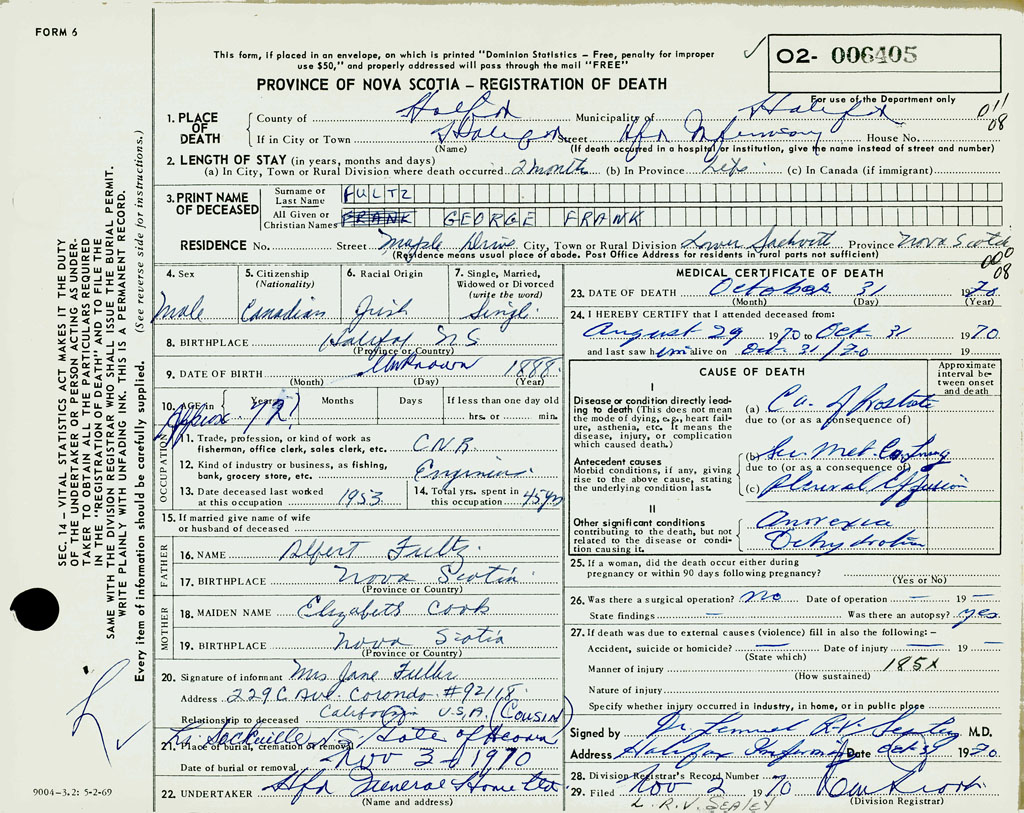 FORM 6
This form, if placed in an envelope, on which is printed "Dominion Statistics - Free, penalty for improper
use $50," and properly addressed will pass through the mail "FREE"
✓ O2- 006405
PROVINCE OF NOVA SCOTIA - REGISTRATION OF DEATH
For use of the Department only
1. PLACE OF DEATH
County of Halifax Municipality of Halifax 011
08
If in City or Town Halifax Street Hfx Infirmary House No.
(Name) (If death occurred in a hospital or institution, give the name instead of street and number)
2. LENGTH OF STAY (in years, months and days)
(a) In City, Town or Rural Division where death occurred 2 month (b) In Province Life (c) In Canada (if immigrant)
3. PRINT NAME OF DECEASED
Surname or Last Name FULTZ
All Given or Christian Names FRANK GEORGE FRANK
RESIDENCE No. Street Maple Drive City, Town or Rural Division Lower Sackville Province Nova Scotia
(Residence means usual place of abode. Post Office Address for residents in rural parts not sufficient)
000
08
4. Sex Male
5. Citizenship (Nationality) Canadian
6. Racial Origin Irish
7. Single, Married, Widowed or Divorced (write the word) Single
8. BIRTHPLACE Halifax N.S.
(Province or Country)
9. DATE OF BIRTH Unknown 1888
(Month) (Day) (Year)
10. AGE in Years Months Days If less than one day old
Approx. hrs. or min.
OCCUPATION
11. Trade, profession, or kind of work as fisherman, office clerk, sales clerk, etc. C.N.R.
12. Kind of industry or business, as fishing, bank, grocery store, etc. Engineer
13. Date deceased last worked at this occupation 1953
14. Total yrs. spent in this occupation 45 yrs
15. If married give name of wife or husband of deceased
FATHER
16. NAME Albert Fultz
17. BIRTHPLACE Nova Scotia
(Province or Country)
MOTHER
18. MAIDEN NAME Elizabeth Cook
19. BIRTHPLACE Nova Scotia
(Province or Country)
20. Signature of informant Mrs Jane Fuller
Address 229 C Ave. Corondo #92118
California U.S.A. (COUSIN)
Relationship to deceased
Sackville N.S. Gate of Heaven
21. Place of burial, cremation or removal
Date of burial or removal Nov 3 - 1970
22. UNDERTAKER Hfx Funeral Home Ltd
(Name and address)
MEDICAL CERTIFICATE OF DEATH
23. DATE OF DEATH October 31 1970
(Month) (Day) (Year)
24. I HEREBY CERTIFY that I attended deceased from:
August 29 1970 to Oct 31 1970
and last saw him alive on Oct 31/70 19
CAUSE OF DEATH
Approximate interval between onset and death
I
Disease or condition directly leading to death (This does not mean the mode of dying, e.g., heart failure, asthenia, etc. It means the disease, injury, or complication which caused death.)
(a) Ca. of Prostate
due to (or as a consequence of)
Antecedent causes
Morbid conditions, if any, giving rise to the above cause, stating the underlying condition last.
(b) Sec Met. Ca. Lung
due to (or as a consequence of)
(c) Pleural Effusion
II
Other significant conditions contributing to the death, but not related to the disease or condition causing it.
Anorexia
Dehydration
25. If a woman, did the death occur either during pregnancy or within 90 days following pregnancy?
(Yes or No)
26. Was there a surgical operation? No Date of operation — 19 —
State findings — Was there an autopsy? yes
27. If death was due to external causes (violence) fill in also the following: -
Accident, suicide or homicide? — Date of injury — 19
(State which)
Manner of injury 185X
(How sustained)
Nature of injury
Specify whether injury occurred in industry, in home, or in public place
Signed by Dr Lemuel R.V. Sealey M.D.
Address Halifax Infirmary Date Oct 31 1970
28. Division Registrar's Record Number
29. Filed Nov 2 1970
L.R.V. SEALEY (Division Registrar)
SEC. 14 - VITAL STATISTICS ACT MAKES IT THE DUTY
OF THE UNDERTAKER OR PERSON ACTING AS UNDER-
TAKER TO OBTAIN ALL THE PARTICULARS REQUIRED
IN THE "REGISTRATION OF DEATH" AND FILE THE
SAME WITH THE DIVISION REGISTRAR WHO SHALL ISSUE THE BURIAL PERMIT.
WRITE PLAINLY WITH UNFADING INK. THIS IS A PERMANENT RECORD.
Every item of information should be carefully supplied. (See reverse side for instructions.)
9004-3.2: 5-2-69